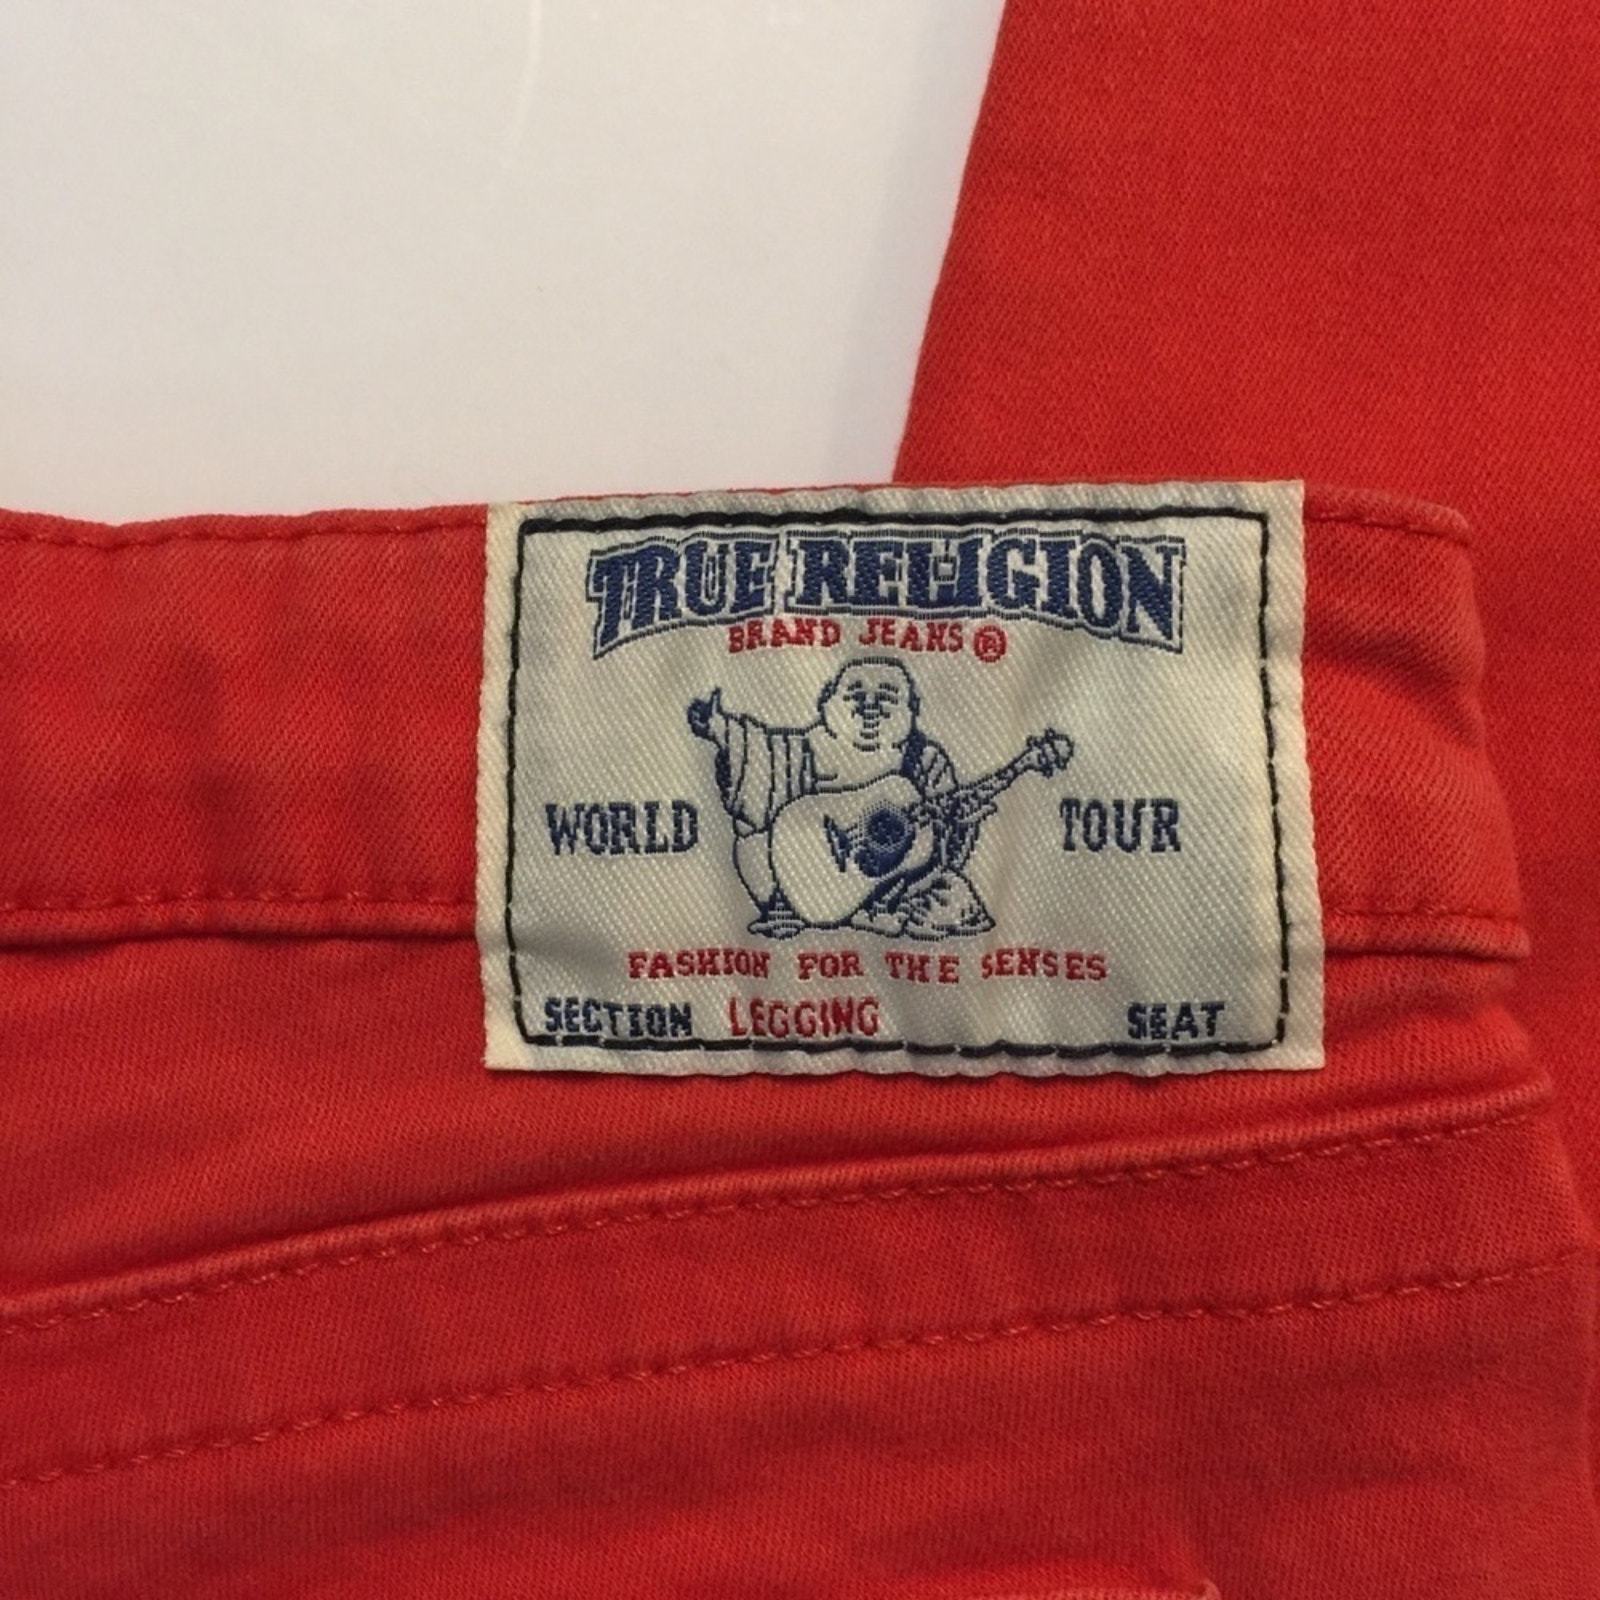 TRUE RELIGION
BRAND JEANS ®
WORLD TOUR
FASHION FOR THE SENSES
SECTION LEGGING SEAT